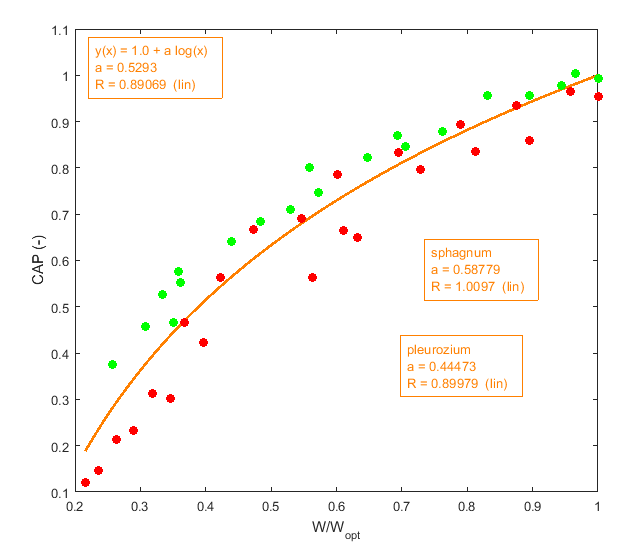 1.1
y(x) = 1.0 + a log(x)
a = 0.5293
R = 0.89069 (lin)
1
0.9
0.8
0.7
CAP (-)
0.6
0.5
0.4
0.3
0.2
0.1
sphagnum
a = 0.58779
R = 1.0097 (lin)
pleurozium
a = 0.44473
R = 0.89979 (lin)
0.2 0.3 0.4 0.5 0.6 0.7 0.8 0.9 1
W/Wopt